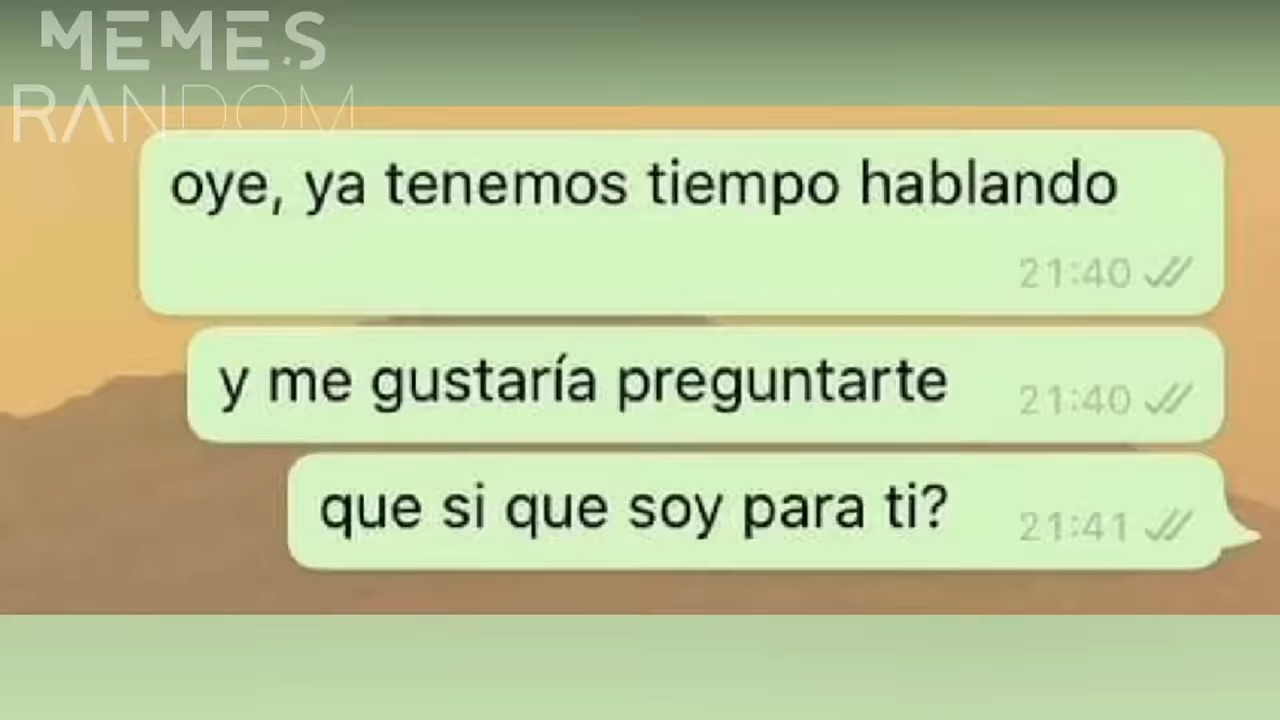 MEMES
RANDOM
oye, ya tenemos tiempo hablando
21:40
y me gustaría preguntarte 21:40
que si que soy para ti? 21:41